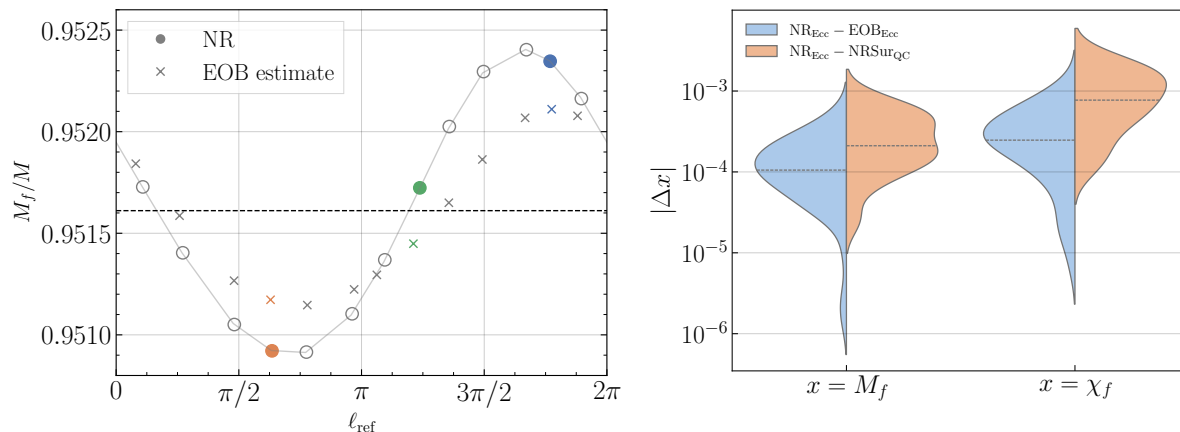 0.9525
0.9520
0.9515
0.9510
M_f/M
NR
EOB estimate
0
π/2
π
3π/2
2π
ℓ_ref
NR_Ecc − EOB_Ecc
NR_Ecc − NRSur_QC
10^−3
10^−4
10^−5
10^−6
|Δx|
x = M_f
x = χ_f